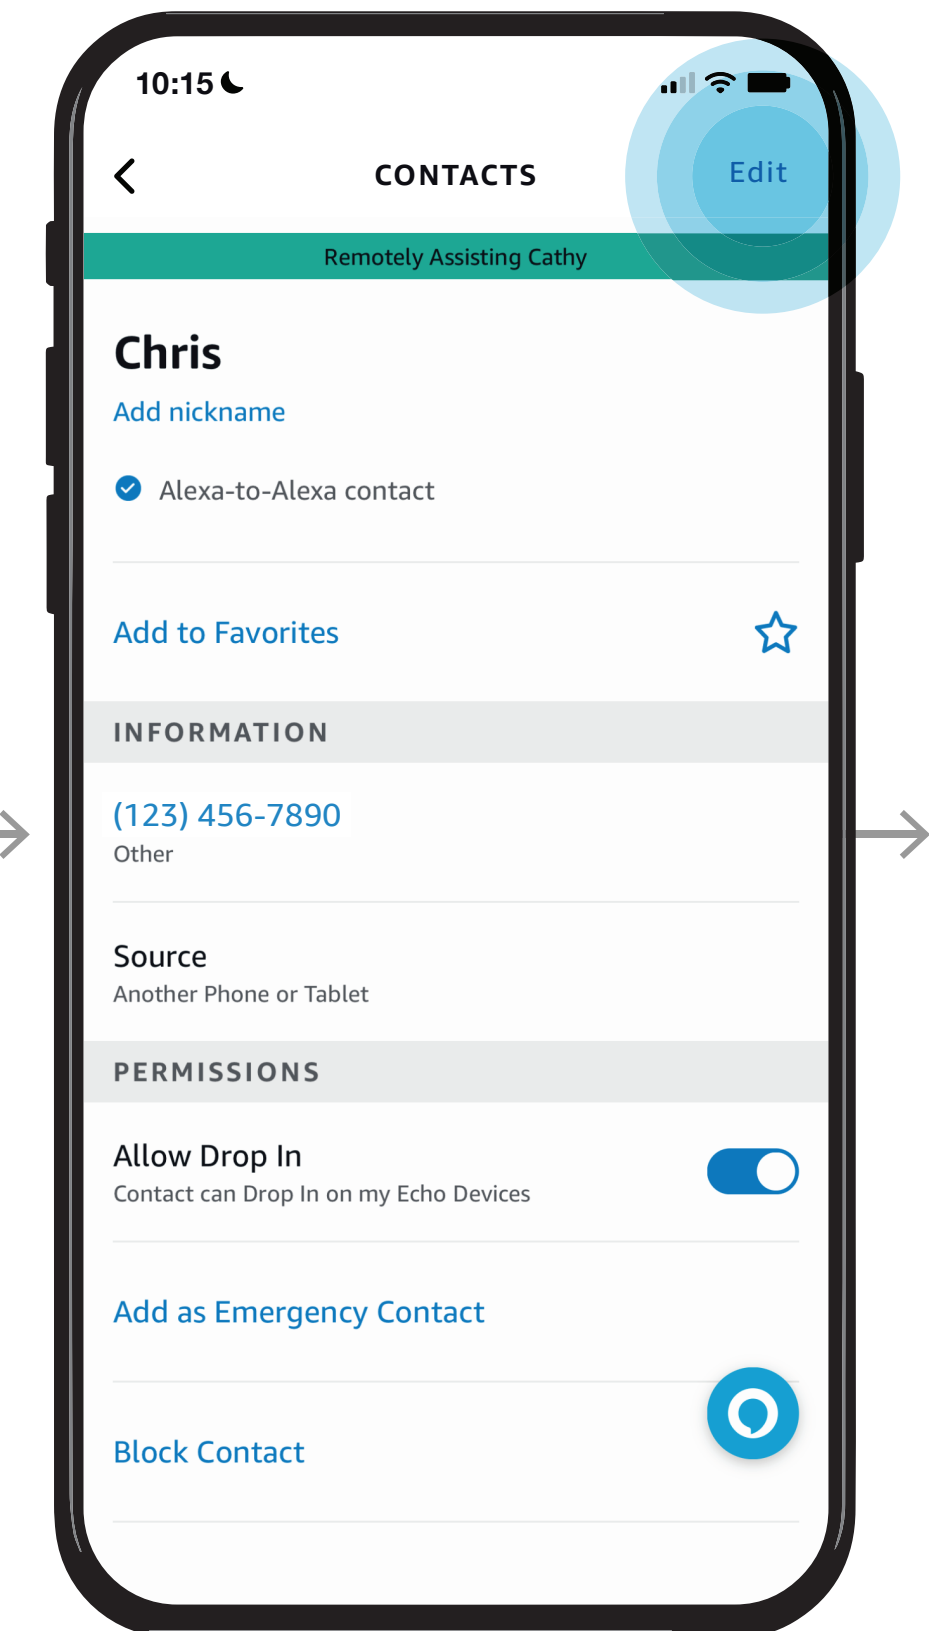 10:15
CONTACTS
Edit
Remotely Assisting Cathy
Chris
Add nickname
Alexa-to-Alexa contact
Add to Favorites
INFORMATION
(123) 456-7890
Other
Source
Another Phone or Tablet
PERMISSIONS
Allow Drop In
Contact can Drop In on my Echo Devices
Add as Emergency Contact
Block Contact